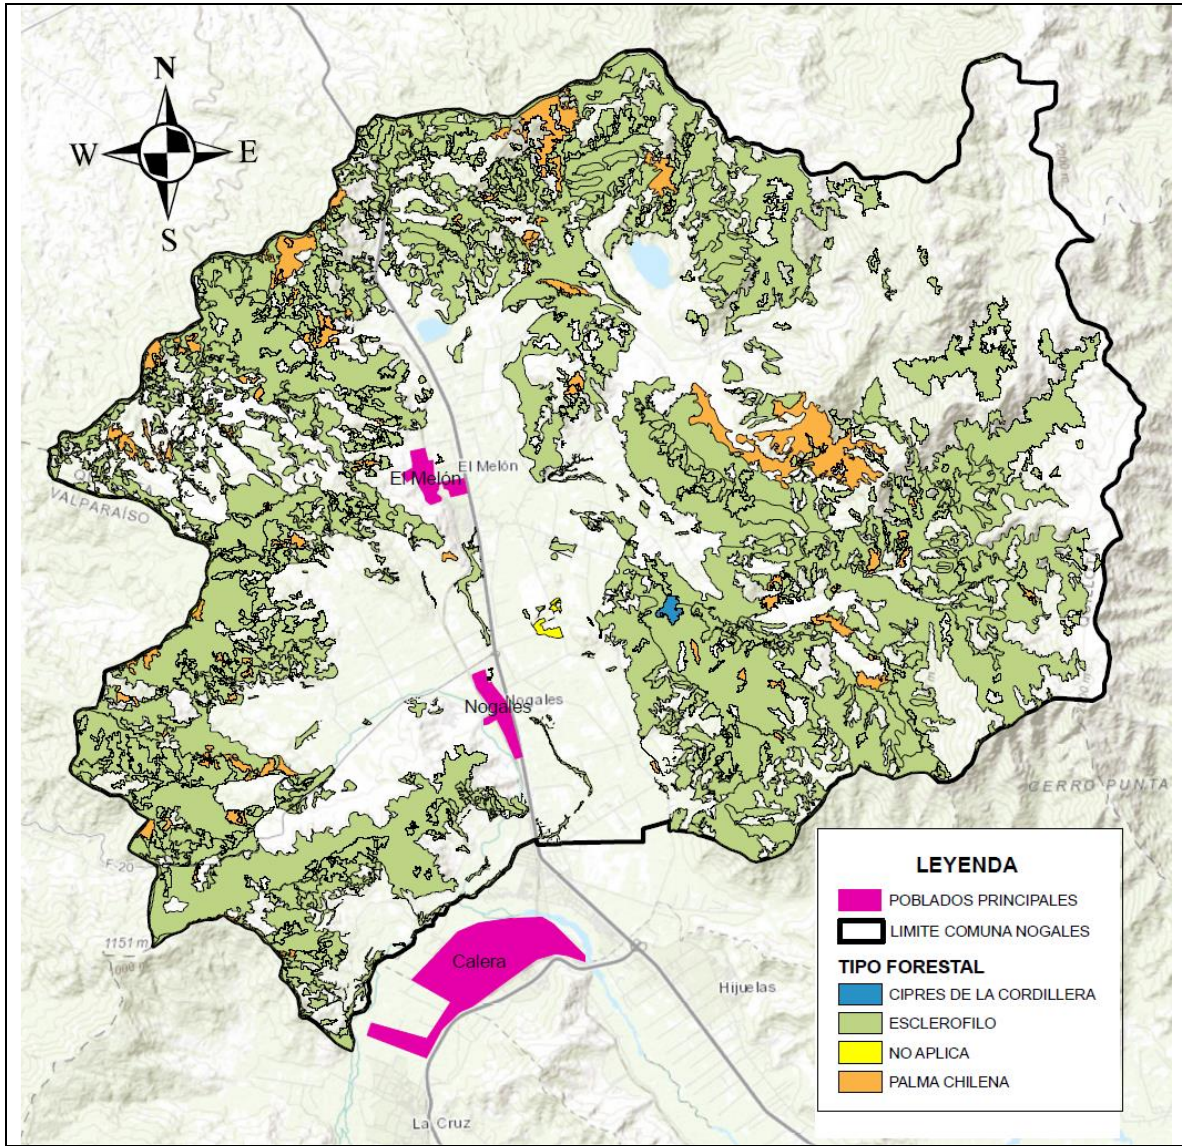 N
W
E
S
El Melón
El Melón
VALPARAÍSO
Nogales
Nogales
CERRO PUNTA
F-20
1151 m
Calera
Hijuelas
La Cruz
LEYENDA
POBLADOS PRINCIPALES
LIMITE COMUNA NOGALES
TIPO FORESTAL
CIPRES DE LA CORDILLERA
ESCLEROFILO
NO APLICA
PALMA CHILENA